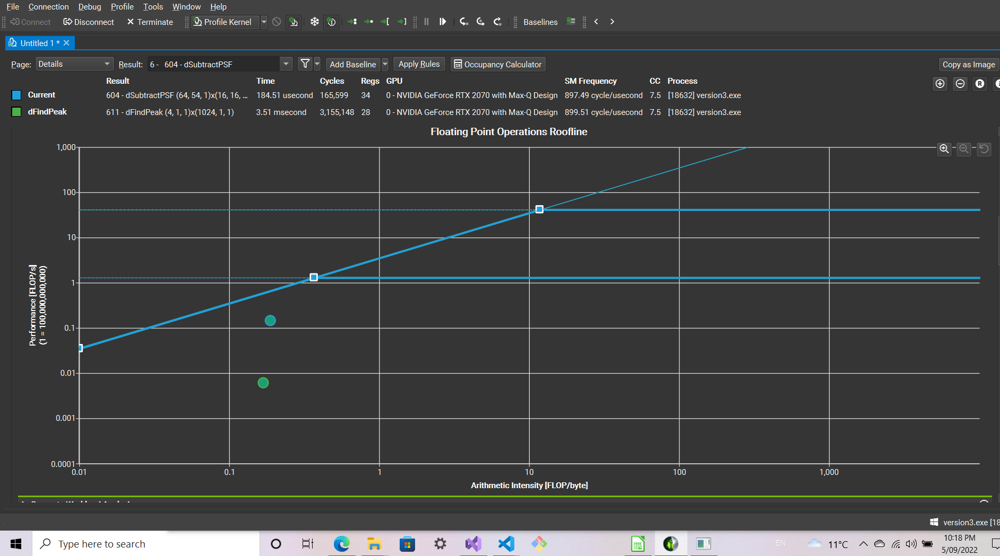 File Connection Debug Profile Tools Window Help
Connect Disconnect Terminate Profile Kernel Baselines
Untitled 1 *
Page: Details Result: 6 - 604 - dSubtractPSF Add Baseline Apply Rules Occupancy Calculator Copy as Image
Result Time Cycles Regs GPU SM Frequency CC Process
Current 604 - dSubtractPSF (64, 54, 1)x(16, 16, ... 184.51 usecond 165,599 34 0 - NVIDIA GeForce RTX 2070 with Max-Q Design 897.49 cycle/usecond 7.5 [18632] version3.exe
dFindPeak 611 - dFindPeak (4, 1, 1)x(1024, 1, 1) 3.51 msecond 3,155,148 28 0 - NVIDIA GeForce RTX 2070 with Max-Q Design 899.51 cycle/usecond 7.5 [18632] version3.exe
Floating Point Operations Roofline
1,000
100
10
1
0.1
0.01
0.001
0.0001
Performance [FLOP/s]
(1 = 100,000,000,000)
0.01 0.1 1 10 100 1,000
Arithmetic Intensity [FLOP/byte]
version3.exe [18
Type here to search
EN
11°C
10:18 PM
5/09/2022